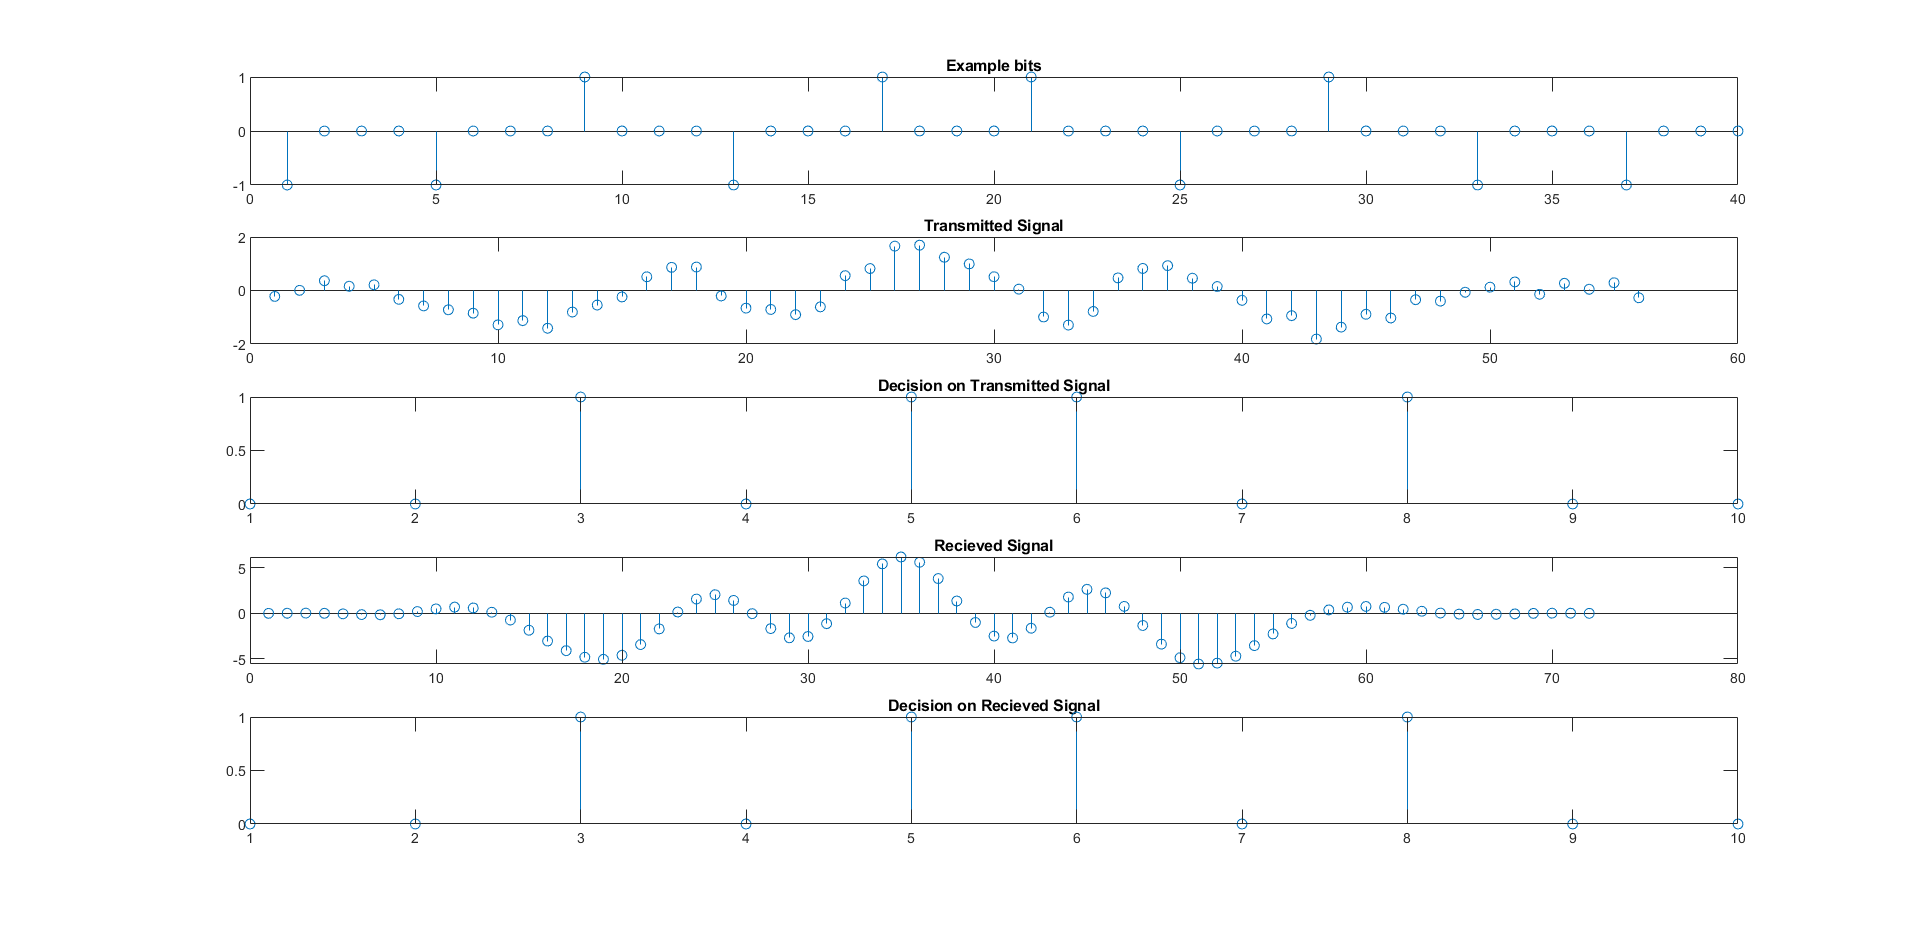 Example bits
1
0
-1
0 5 10 15 20 25 30 35 40
Transmitted Signal
2
0
-2
0 10 20 30 40 50 60
Decision on Transmitted Signal
1
0.5
0
1 2 3 4 5 6 7 8 9 10
Recieved Signal
5
0
-5
0 10 20 30 40 50 60 70 80
Decision on Recieved Signal
1
0.5
0
1 2 3 4 5 6 7 8 9 10